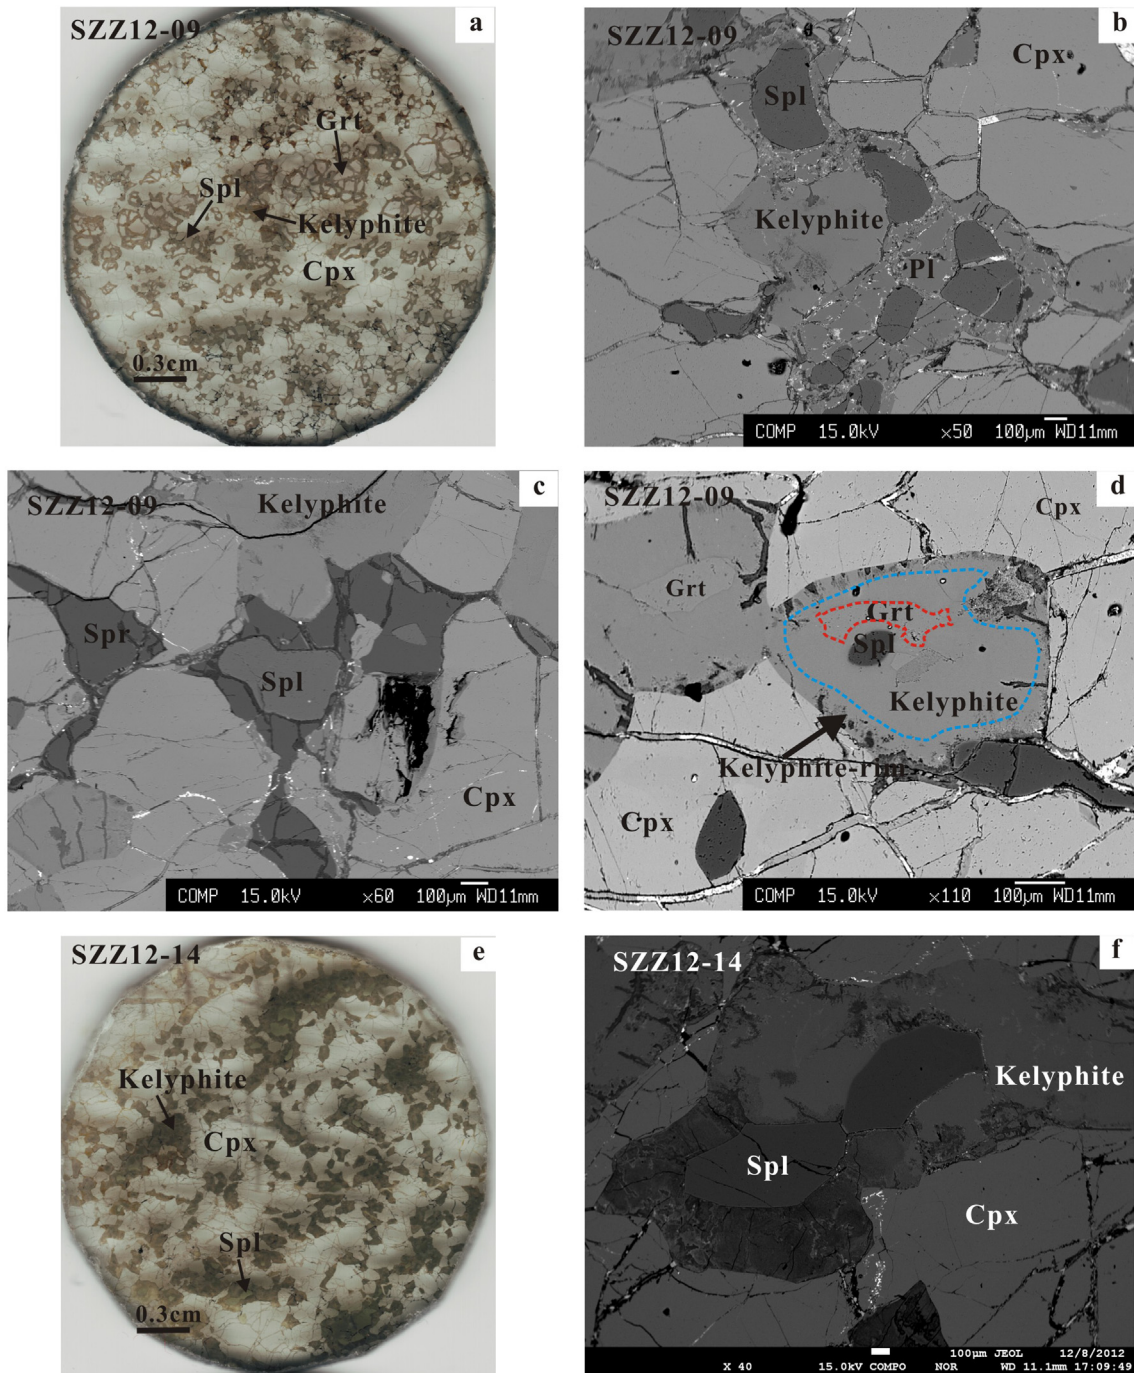 SZZ12-09
a
Grt
Spl
Kelyphite
Cpx
0.3cm
SZZ12-09
b
Cpx
Spl
Kelyphite
Pl
COMP 15.0kV ×50 100µm WD11mm
SZZ12-09
c
Kelyphite
Spr
Spl
Cpx
COMP 15.0kV ×60 100µm WD11mm
SZZ12-09
d
Cpx
Grt
Grt
Spl
Kelyphite
Kelyphite-rim
Cpx
COMP 15.0kV ×110 100µm WD11mm
SZZ12-14
e
Kelyphite
Cpx
Spl
0.3cm
SZZ12-14
f
Kelyphite
Spl
Cpx
100µm JEOL 12/8/2012
X 40 15.0kV COMPO NOR WD 11.1mm 17:09:49